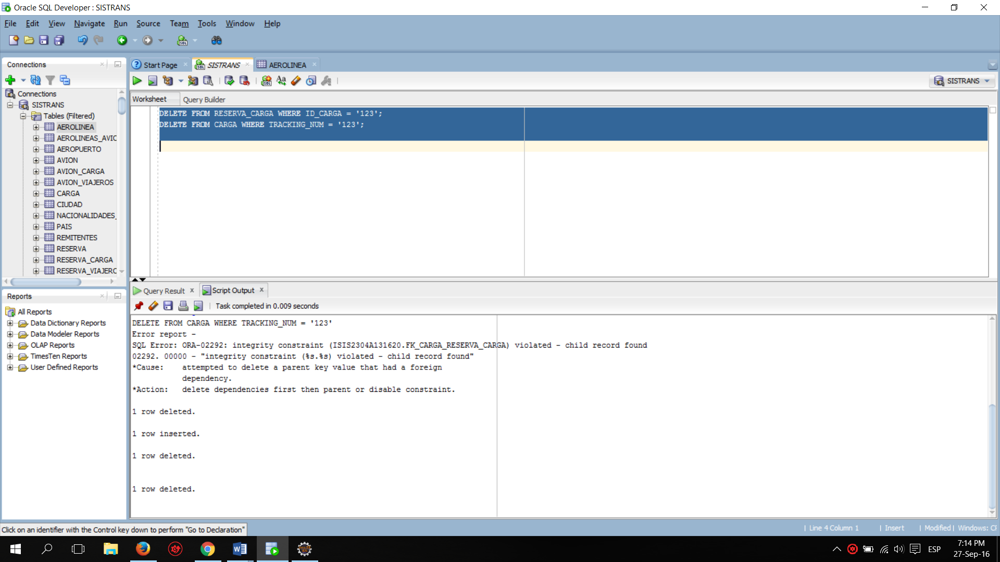 Oracle SQL Developer : SISTRANS
File Edit View Navigate Run Source Team Tools Window Help
Connections
Start Page
SISTRANS
AEROLINEA
SISTRANS
Connections
SISTRANS
Tables (Filtered)
AEROLINEA
AEROLINEAS_AVIC
AEROPUERTO
AVION
AVION_CARGA
AVION_VIAJEROS
CARGA
CIUDAD
NACIONALIDADES_
PAIS
REMITENTES
RESERVA
RESERVA_CARGA
RESERVA_VIAJERC
Worksheet Query Builder
DELETE FROM RESERVA_CARGA WHERE ID_CARGA = '123';
DELETE FROM CARGA WHERE TRACKING_NUM = '123';
Reports
All Reports
Data Dictionary Reports
Data Modeler Reports
OLAP Reports
TimesTen Reports
User Defined Reports
Query Result
Script Output
Task completed in 0.009 seconds
DELETE FROM CARGA WHERE TRACKING_NUM = '123'
Error report -
SQL Error: ORA-02292: integrity constraint (ISIS2304A131620.FK_CARGA_RESERVA_CARGA) violated - child record found
02292. 00000 - "integrity constraint (%s.%s) violated - child record found"
*Cause: attempted to delete a parent key value that had a foreign
dependency.
*Action: delete dependencies first then parent or disable constraint.
1 row deleted.
1 row inserted.
1 row deleted.
1 row deleted.
Click on an identifier with the Control key down to perform "Go to Declaration"
Line 4 Column 1
Insert
Modified
Windows: CF
ESP
7:14 PM
27-Sep-16